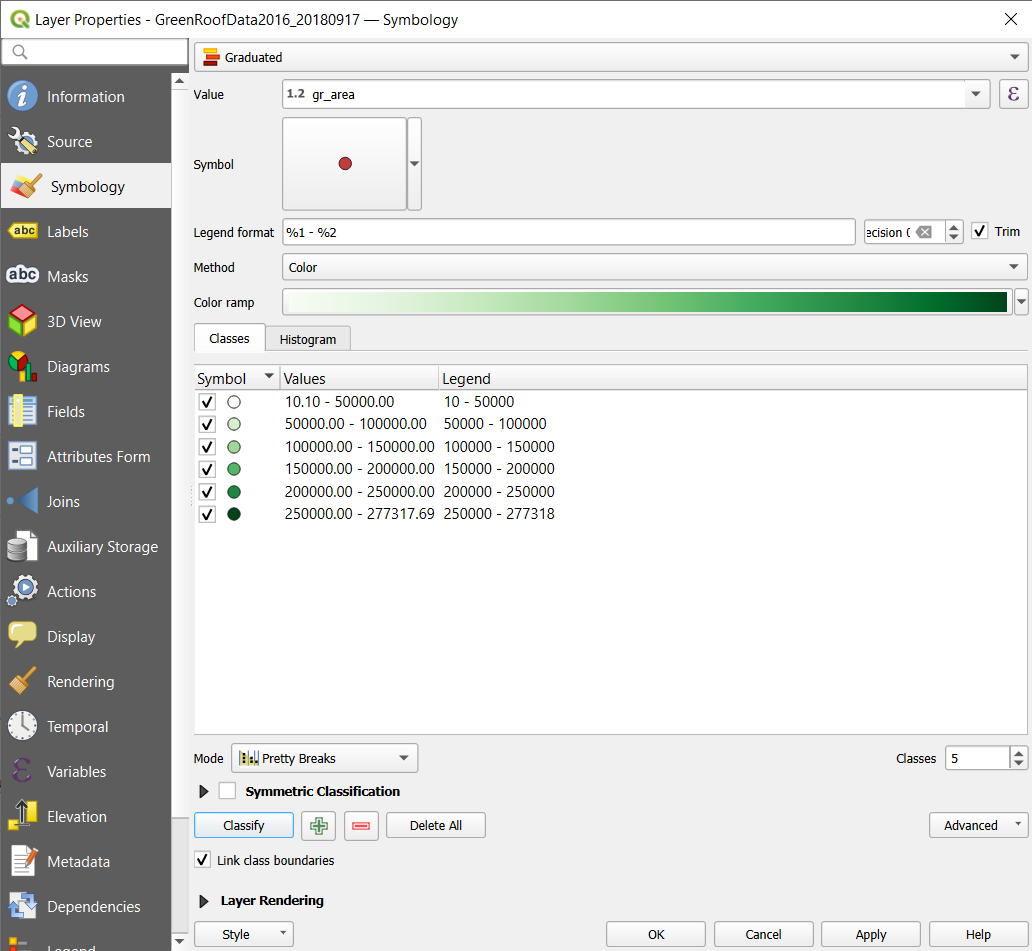 Layer Properties - GreenRoofData2016_20180917 — Symbology
Information
Source
Symbology
abc Labels
abc Masks
3D View
Diagrams
Fields
Attributes Form
Joins
Auxiliary Storage
Actions
Display
Rendering
Temporal
ε Variables
Elevation
Metadata
Dependencies
Legend
Graduated
Value 1.2 gr_area ε
Symbol
Legend format %1 - %2 ecision 0 Trim
Method Color
Color ramp
Classes Histogram
Symbol Values Legend
10.10 - 50000.00 10 - 50000
50000.00 - 100000.00 50000 - 100000
100000.00 - 150000.00 100000 - 150000
150000.00 - 200000.00 150000 - 200000
200000.00 - 250000.00 200000 - 250000
250000.00 - 277317.69 250000 - 277318
Mode Pretty Breaks Classes 5
Symmetric Classification
Classify Delete All Advanced
Link class boundaries
Layer Rendering
Style OK Cancel Apply Help